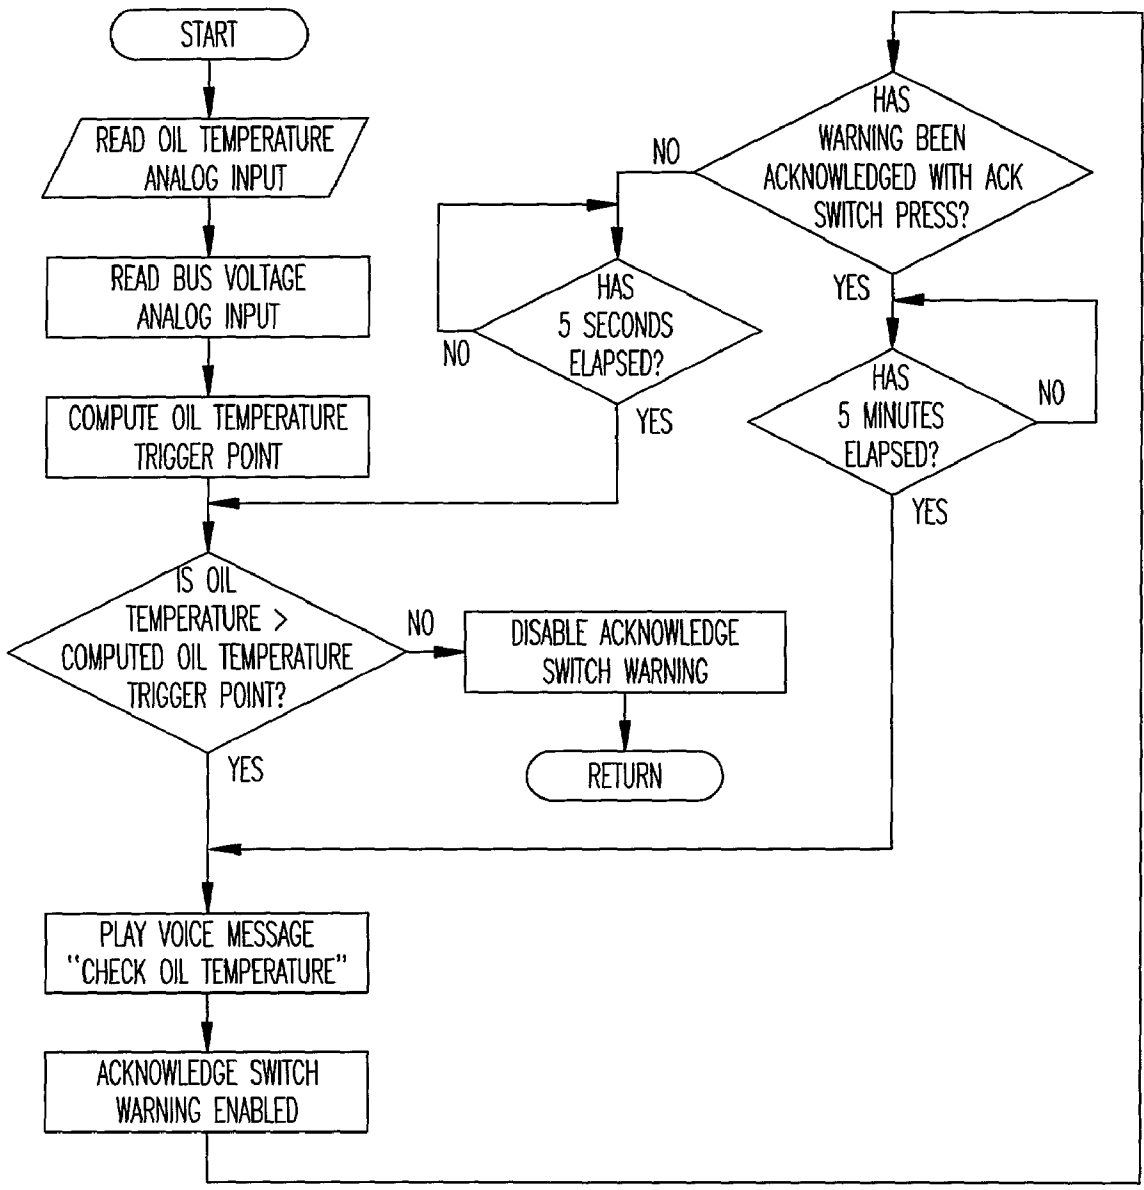 START
READ OIL TEMPERATURE
ANALOG INPUT
READ BUS VOLTAGE
ANALOG INPUT
COMPUTE OIL TEMPERATURE
TRIGGER POINT
IS OIL
TEMPERATURE >
COMPUTED OIL TEMPERATURE
TRIGGER POINT?
NO
YES
DISABLE ACKNOWLEDGE
SWITCH WARNING
RETURN
PLAY VOICE MESSAGE
"CHECK OIL TEMPERATURE"
ACKNOWLEDGE SWITCH
WARNING ENABLED
HAS
WARNING BEEN
ACKNOWLEDGED WITH ACK
SWITCH PRESS?
NO
YES
HAS
5 SECONDS
ELAPSED?
NO
YES
HAS
5 MINUTES
ELAPSED?
NO
YES